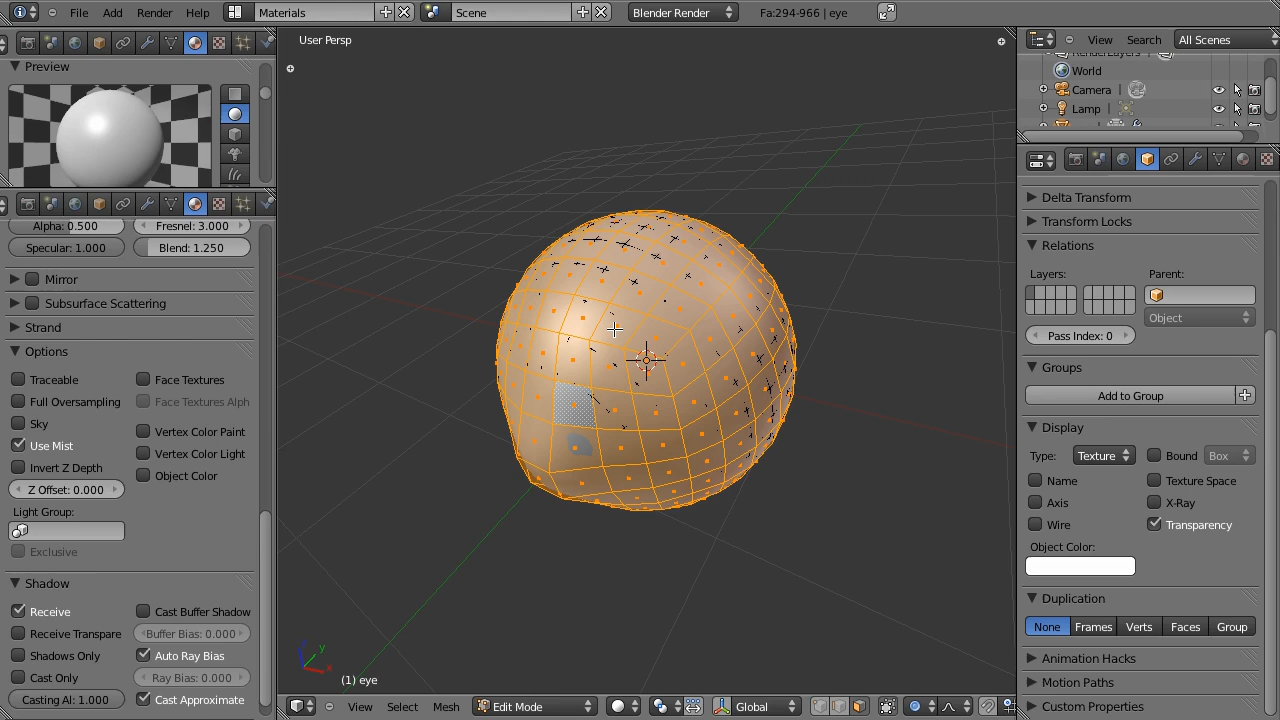 File Add Render Help Materials Scene Blender Render Fa:294-966 | eye
View Search All Scenes
World
Camera
Lamp
Preview
Alpha: 0.500 Fresnel: 3.000
Specular: 1.000 Blend: 1.250
Mirror
Subsurface Scattering
Strand
Options
Traceable Face Textures
Full Oversampling Face Textures Alph
Sky
Vertex Color Paint
Use Mist
Vertex Color Light
Invert Z Depth
Object Color
Z Offset: 0.000
Light Group:
Exclusive
Shadow
Receive Cast Buffer Shadow
Receive Transpare Buffer Bias: 0.000
Shadows Only Auto Ray Bias
Cast Only Ray Bias: 0.000
Casting Al: 1.000 Cast Approximate
User Persp
z
y
x
(1) eye
View Select Mesh Edit Mode Global
Delta Transform
Transform Locks
Relations
Layers: Parent:
Object
Pass Index: 0
Groups
Add to Group
Display
Type: Texture Bound Box
Name Texture Space
Axis X-Ray
Wire Transparency
Object Color:
Duplication
None Frames Verts Faces Group
Animation Hacks
Motion Paths
Custom Properties